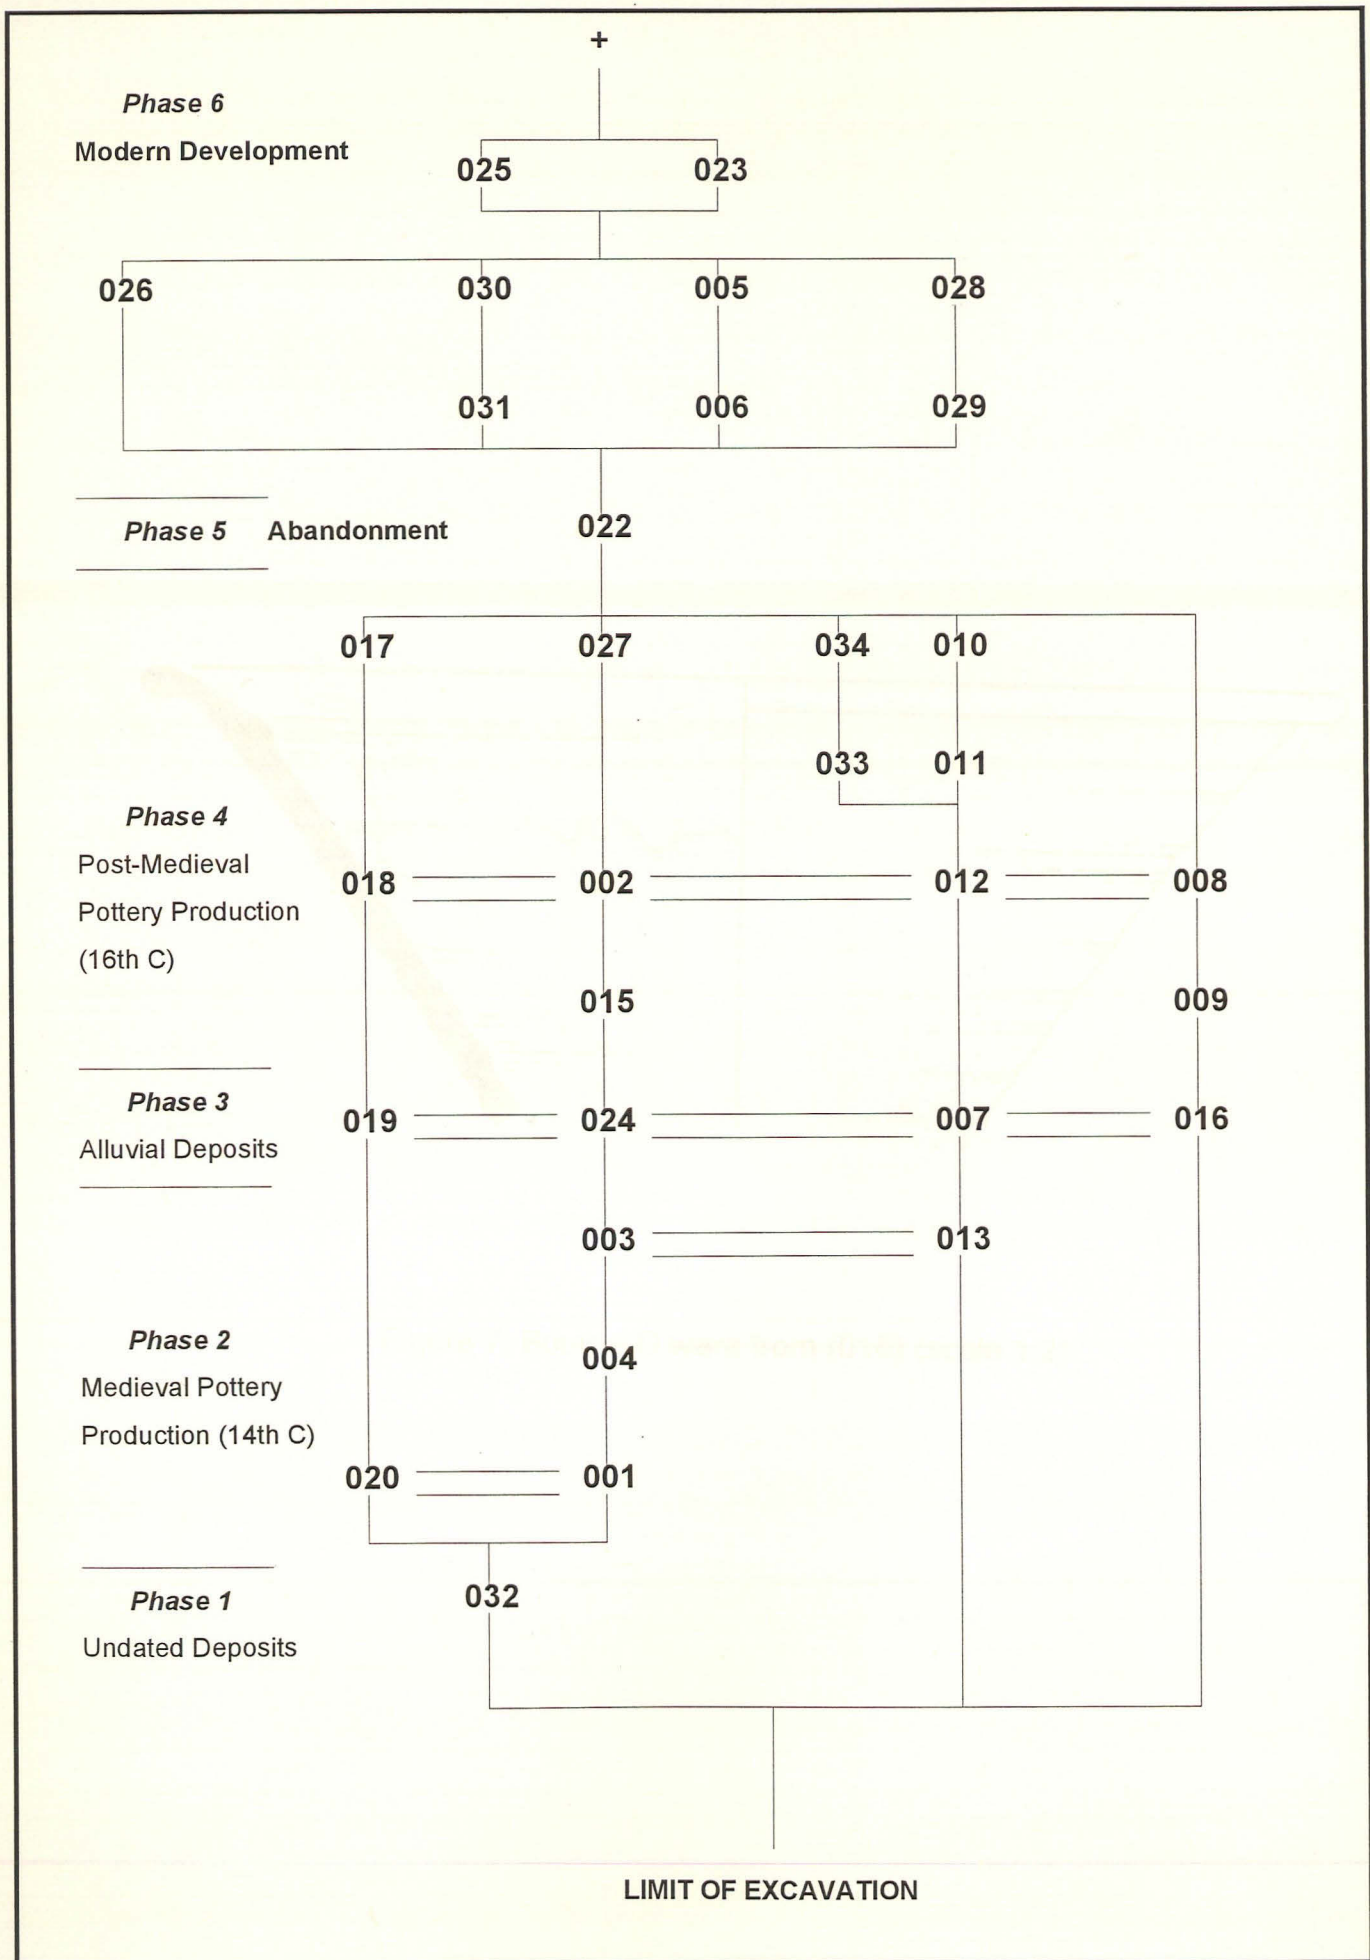 +
Phase 6
Modern Development
025 023
026 030 005 028
031 006 029
Phase 5 Abandonment 022
017 027 034 010
033 011
Phase 4
Post-Medieval
018 002 012 008
Pottery Production
(16th C)
015 009
Phase 3
019 024 007 016
Alluvial Deposits
003 013
Phase 2
004
Medieval Pottery
Production (14th C)
020 001
Phase 1
032
Undated Deposits
LIMIT OF EXCAVATION